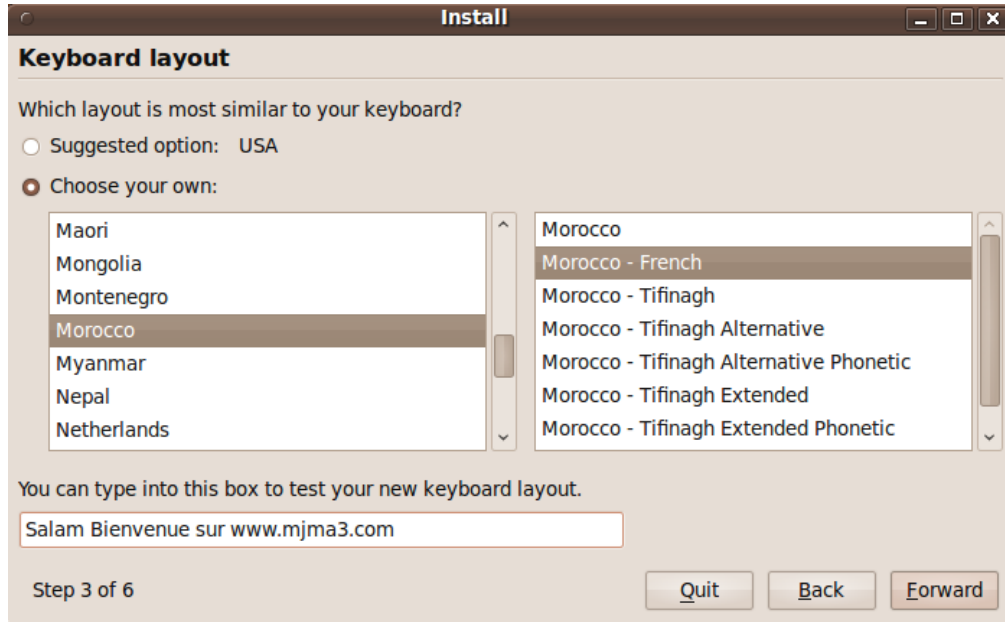 Install
Keyboard layout
Which layout is most similar to your keyboard?
Suggested option: USA
Choose your own:
Maori
Mongolia
Montenegro
Morocco
Myanmar
Nepal
Netherlands
Morocco
Morocco - French
Morocco - Tifinagh
Morocco - Tifinagh Alternative
Morocco - Tifinagh Alternative Phonetic
Morocco - Tifinagh Extended
Morocco - Tifinagh Extended Phonetic
You can type into this box to test your new keyboard layout.
Salam Bienvenue sur www.mjma3.com
Step 3 of 6
Quit
Back
Forward